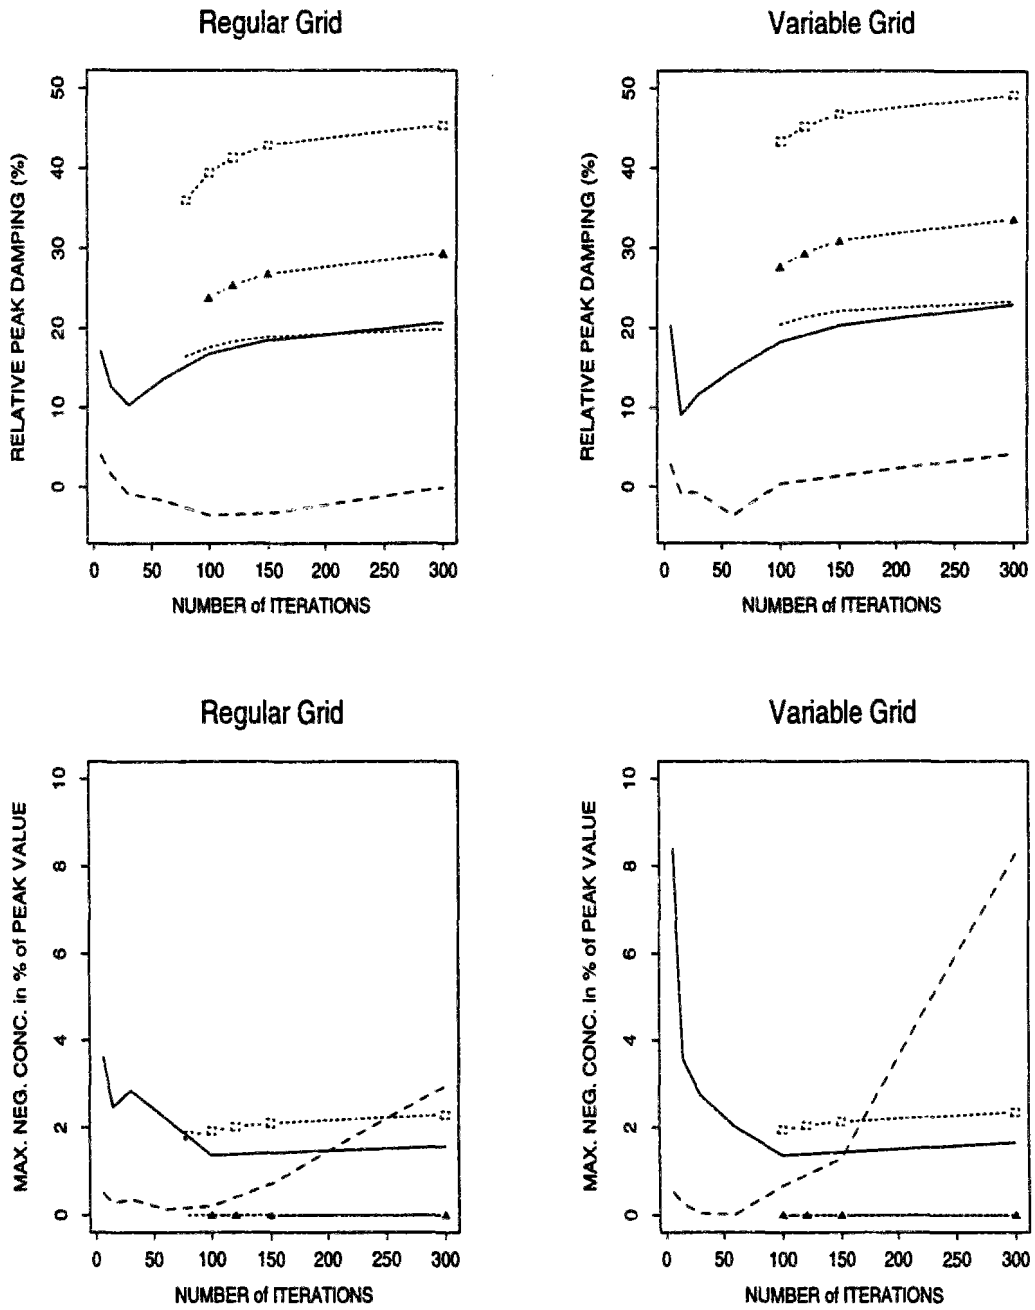 Regular Grid
RELATIVE PEAK DAMPING (%)
50
40
30
20
10
0
0 50 100 150 200 250 300
NUMBER of ITERATIONS
Variable Grid
RELATIVE PEAK DAMPING (%)
50
40
30
20
10
0
0 50 100 150 200 250 300
NUMBER of ITERATIONS
Regular Grid
MAX. NEG. CONC. in % of PEAK VALUE
10
8
6
4
2
0
0 50 100 150 200 250 300
NUMBER of ITERATIONS
Variable Grid
MAX. NEG. CONC. in % of PEAK VALUE
10
8
6
4
2
0
0 50 100 150 200 250 300
NUMBER of ITERATIONS